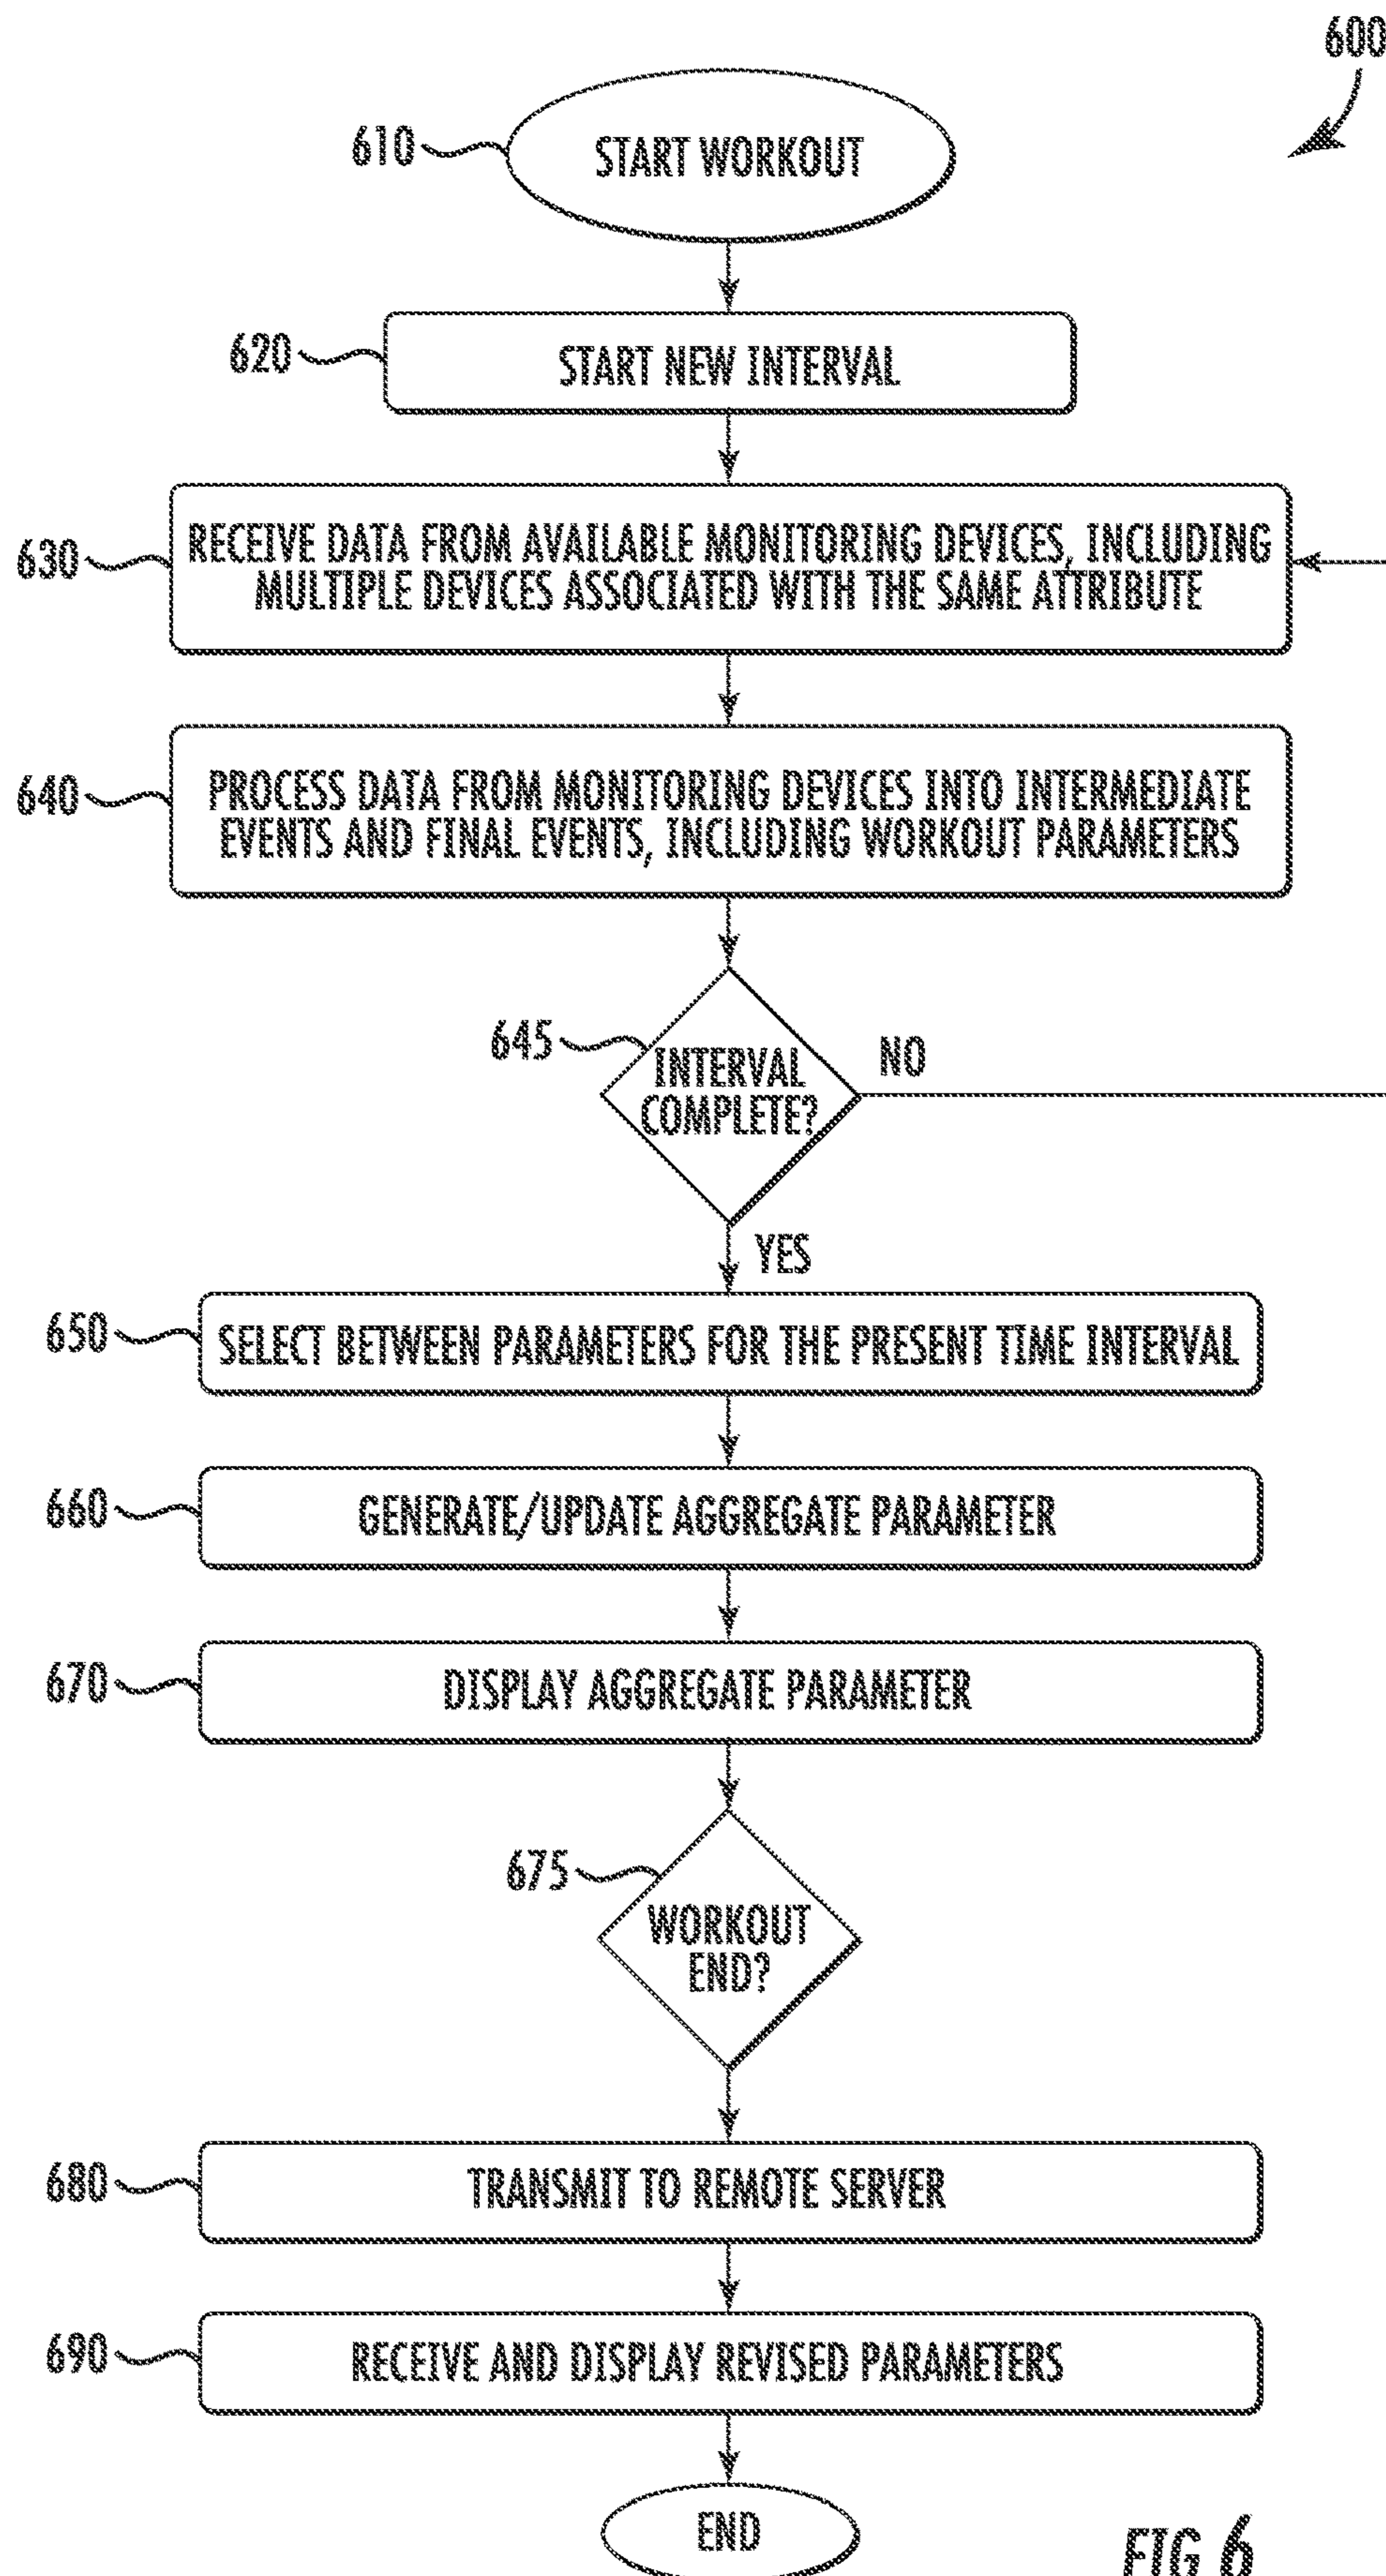 600
610
START WORKOUT
620
START NEW INTERVAL
630
RECEIVE DATA FROM AVAILABLE MONITORING DEVICES, INCLUDING
MULTIPLE DEVICES ASSOCIATED WITH THE SAME ATTRIBUTE
640
PROCESS DATA FROM MONITORING DEVICES INTO INTERMEDIATE
EVENTS AND FINAL EVENTS, INCLUDING WORKOUT PARAMETERS
645
INTERVAL
COMPLETE?
NO
YES
650
SELECT BETWEEN PARAMETERS FOR THE PRESENT TIME INTERVAL
660
GENERATE/UPDATE AGGREGATE PARAMETER
670
DISPLAY AGGREGATE PARAMETER
675
WORKOUT
END?
680
TRANSMIT TO REMOTE SERVER
690
RECEIVE AND DISPLAY REVISED PARAMETERS
END
FIG 6